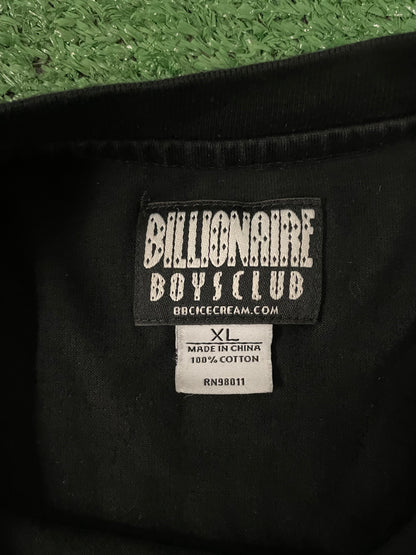 BILLIONAIRE
BOYS CLUB
BBCICECREAM.COM
XL
MADE IN CHINA
100% COTTON
RN98011